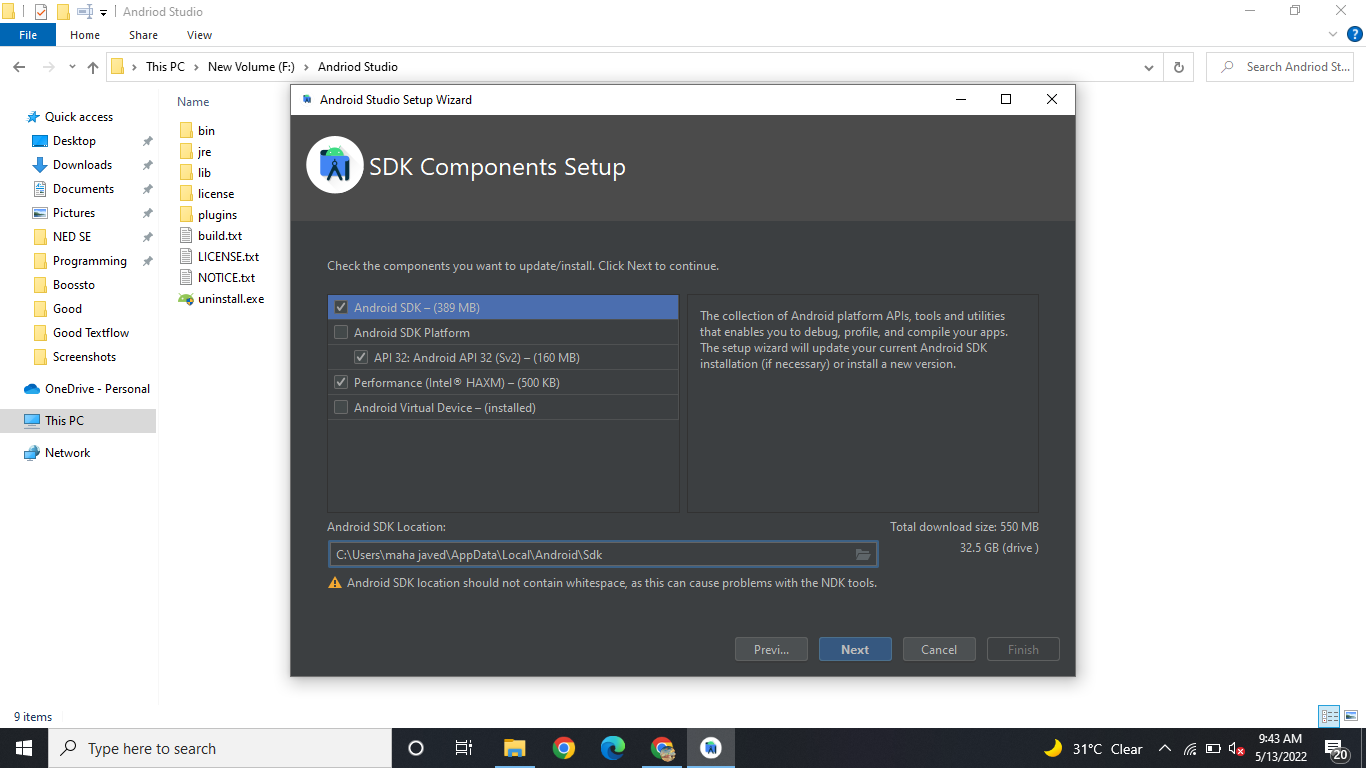 Andriod Studio
File Home Share View
This PC New Volume (F:) Andriod Studio
Search Andriod St...
Quick access
Desktop
Downloads
Documents
Pictures
NED SE
Programming
Boossto
Good
Good Textflow
Screenshots
OneDrive - Personal
This PC
Network
Name
bin
jre
lib
license
plugins
build.txt
LICENSE.txt
NOTICE.txt
uninstall.exe
Android Studio Setup Wizard
SDK Components Setup
Check the components you want to update/install. Click Next to continue.
Android SDK – (389 MB)
Android SDK Platform
API 32: Android API 32 (Sv2) – (160 MB)
Performance (Intel® HAXM) – (500 KB)
Android Virtual Device – (installed)
The collection of Android platform APIs, tools and utilities
that enables you to debug, profile, and compile your apps.
The setup wizard will update your current Android SDK
installation (if necessary) or install a new version.
Android SDK Location:
Total download size: 550 MB
32.5 GB (drive )
C:\Users\maha javed\AppData\Local\Android\Sdk
Android SDK location should not contain whitespace, as this can cause problems with the NDK tools.
Previ... Next Cancel Finish
9 items
Type here to search
31°C Clear
9:43 AM
5/13/2022
20